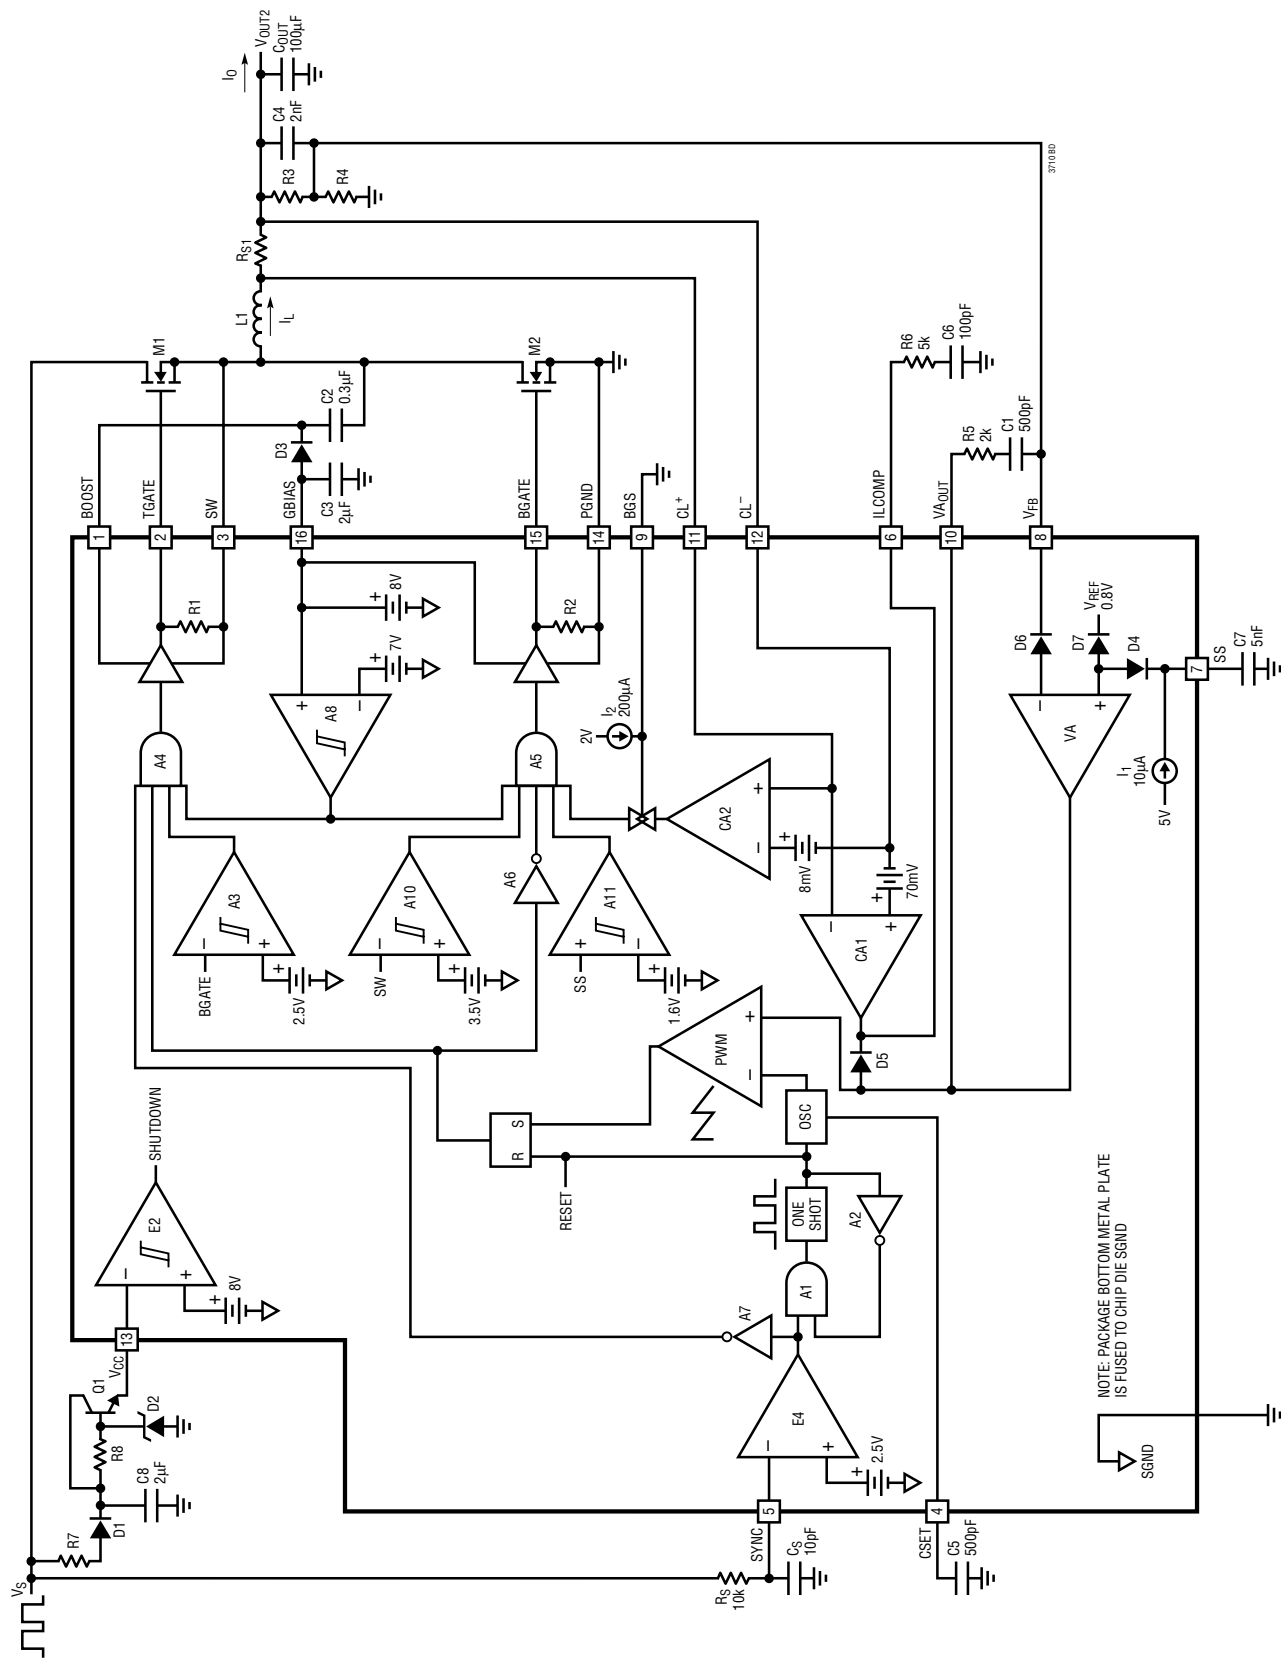 VS
R7
D1
C8
2µF
R8
Q1
D2
VCC
13
8V
E2
SHUTDOWN
−
+
+
SYNC
5
RS
10k
CS
10pF
CSET
4
C5
500pF
E4
−
+
+
2.5V
A7
A1
ONE
SHOT
A2
RESET
R
S
OSC
PWM
−
+
D5
SGND
NOTE: PACKAGE BOTTOM METAL PLATE
IS FUSED TO CHIP DIE SGND
BGATE
A3
−
+
+
2.5V
SW
A10
−
+
+
3.5V
A6
SS
A11
+
−
+
1.6V
A4
A8
+
−
+
8V
+
7V
A5
2V
I2
200µA
CA2
−
+
+
8mV
+
70mV
CA1
−
+
VA
−
+
D6
D7
VREF
0.8V
D4
5V
I1
10µA
7
SS
C7
5nF
R1
R2
1
BOOST
2
TGATE
3
SW
16
GBIAS
15
BGATE
14
PGND
9
BGS
11
CL+
12
CL−
6
ILCOMP
10
VAOUT
8
VFB
D3
C3
2µF
C2
0.3µF
M1
M2
L1
IL
RS1
R3
R4
C4
2nF
IO
VOUT2
COUT
100µF
R6
5k
C6
100pF
R5
2k
C1
500pF
3710 BD